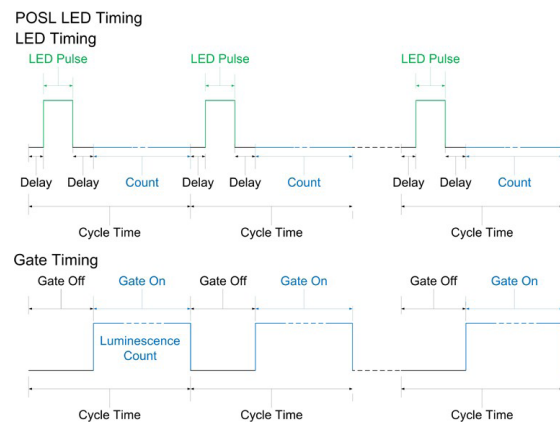 POSL LED Timing
LED Timing
LED Pulse LED Pulse LED Pulse
Delay Delay Count Delay Delay Count Delay Delay Count
Cycle Time Cycle Time Cycle Time
Gate Timing
Gate Off Gate On Gate Off Gate On Gate Off Gate On
Luminescence
Count
Cycle Time Cycle Time Cycle Time